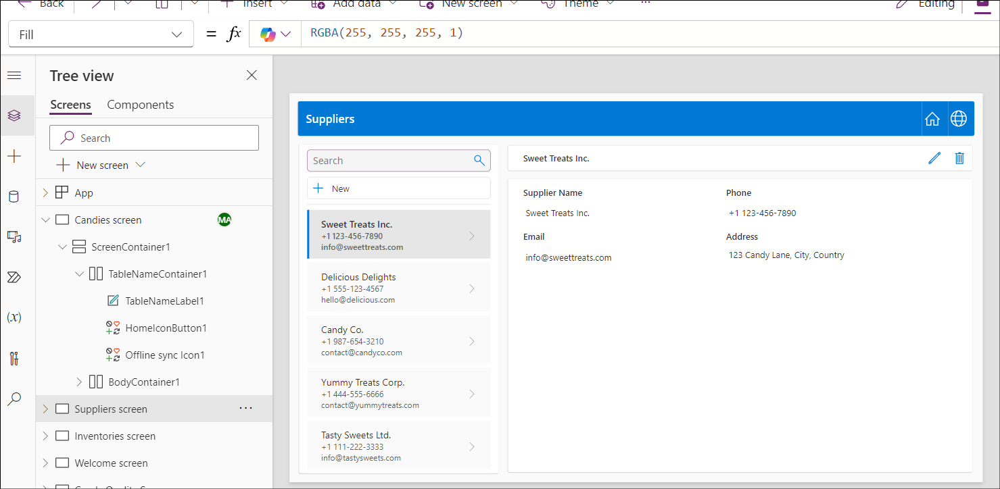 Back
Insert
Add data
New screen
Theme
Editing
Fill
= fx
RGBA(255, 255, 255, 1)
Tree view
Screens
Components
Search
New screen
App
Candies screen
MA
ScreenContainer1
TableNameContainer1
TableNameLabel1
HomeIconButton1
Offline sync Icon1
BodyContainer1
(x)
Suppliers screen
Inventories screen
Welcome screen
Suppliers
Search
New
Sweet Treats Inc.
+1 123-456-7890
info@sweettreats.com
Delicious Delights
+1 555-123-4567
hello@delicious.com
Candy Co.
+1 987-654-3210
contact@candyco.com
Yummy Treats Corp.
+1 444-555-6666
contact@yummytreats.com
Tasty Sweets Ltd.
+1 111-222-3333
info@tastysweets.com
Sweet Treats Inc.
Supplier Name
Phone
Sweet Treats Inc.
+1 123-456-7890
Email
Address
info@sweettreats.com
123 Candy Lane, City, Country